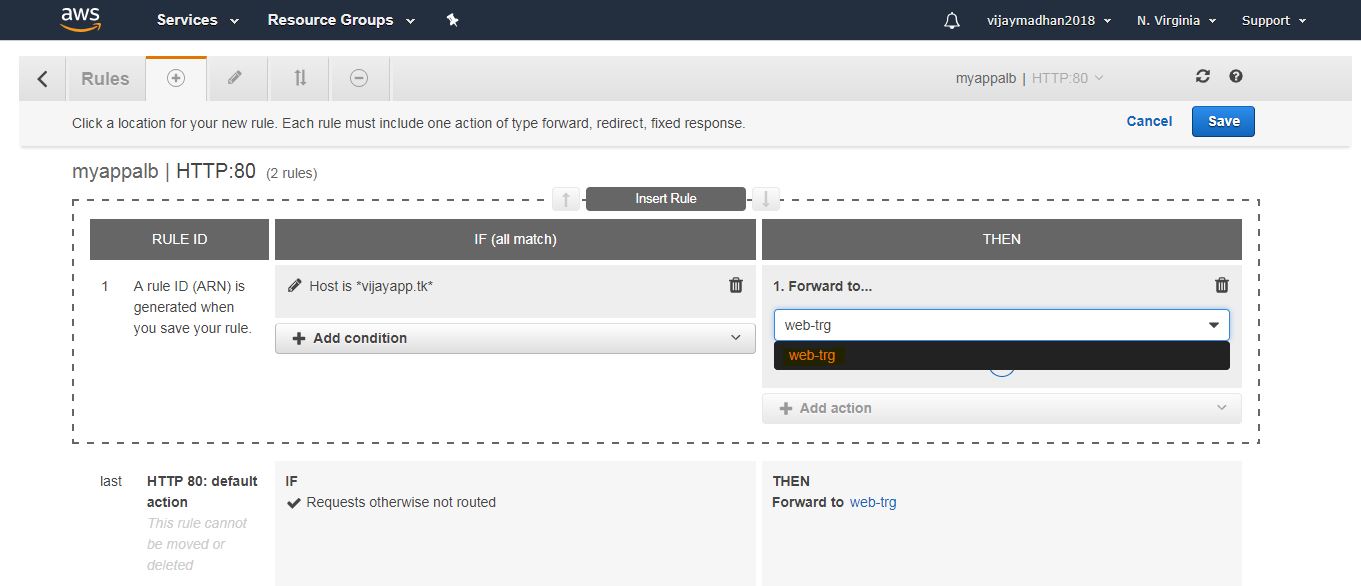 aws Services Resource Groups vijaymadhan2018 N. Virginia Support
Rules myappalb | HTTP:80
Click a location for your new rule. Each rule must include one action of type forward, redirect, fixed response. Cancel Save
myappalb | HTTP:80 (2 rules)
Insert Rule
RULE ID IF (all match) THEN
1 A rule ID (ARN) is Host is *vijayapp.tk* 1. Forward to...
generated when
you save your rule. web-trg
Add condition
web-trg
Add action
last HTTP 80: default IF THEN
action Requests otherwise not routed Forward to web-trg
This rule cannot
be moved or
deleted